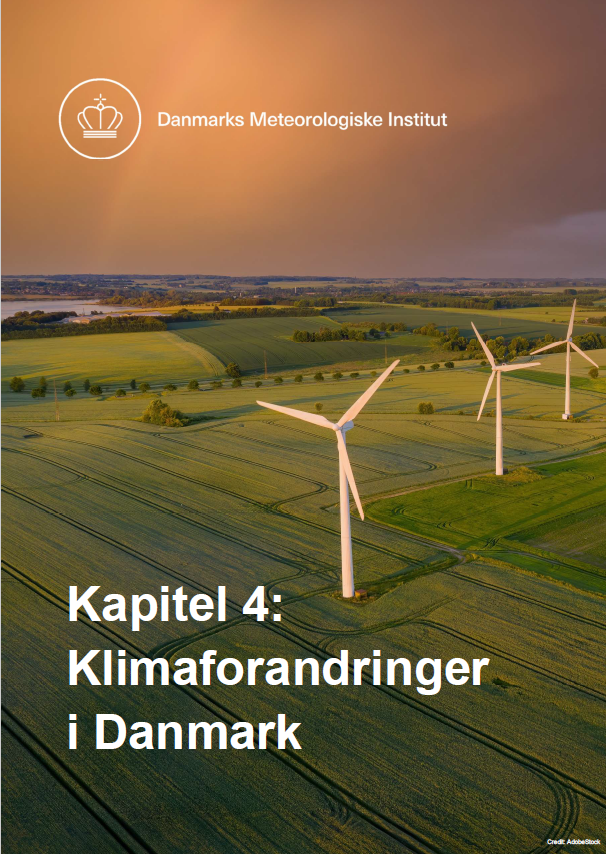 Danmarks Meteorologiske Institut
Kapitel 4:
Klimaforandringer
i Danmark
Credit: AdobeStock